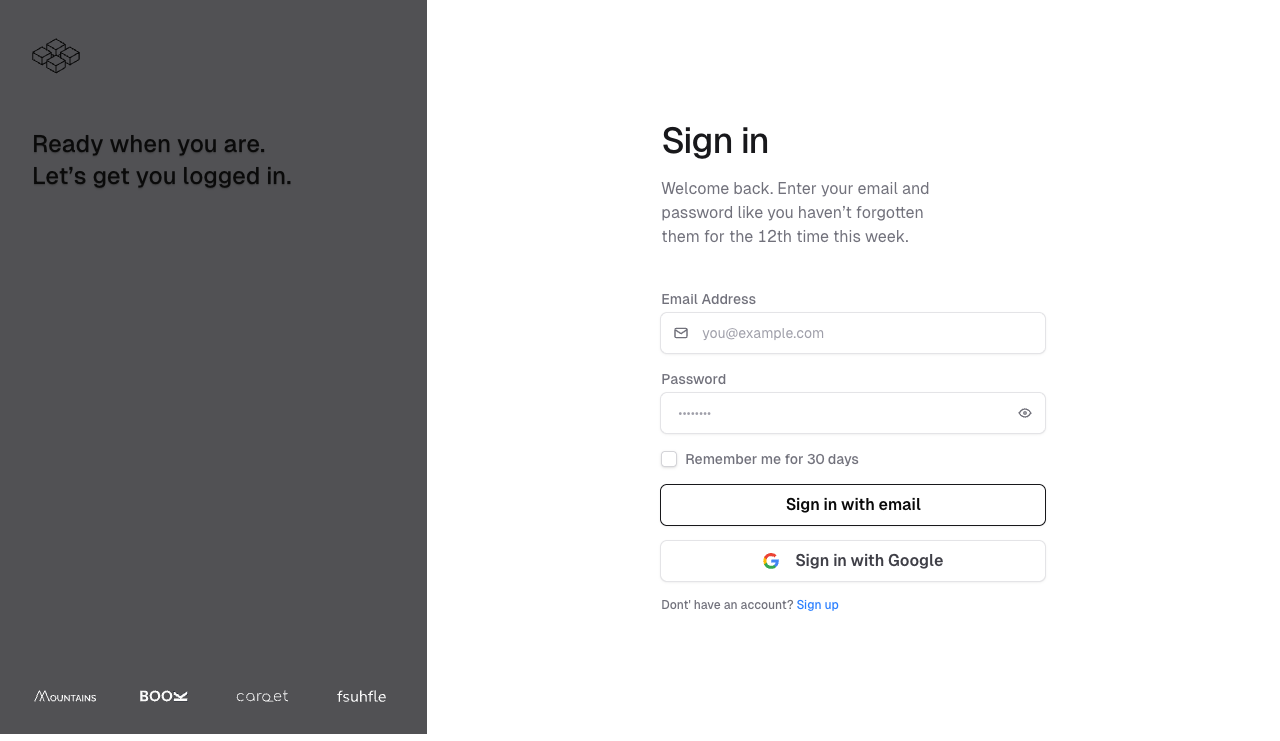 Ready when you are.
Let’s get you logged in.
MOUNTAINS
BOOK
carqet
fsuhfle
Sign in
Welcome back. Enter your email and
password like you haven’t forgotten
them for the 12th time this week.
Email Address
you@example.com
Password
••••••••
Remember me for 30 days
Sign in with email
Sign in with Google
Dont’ have an account? Sign up